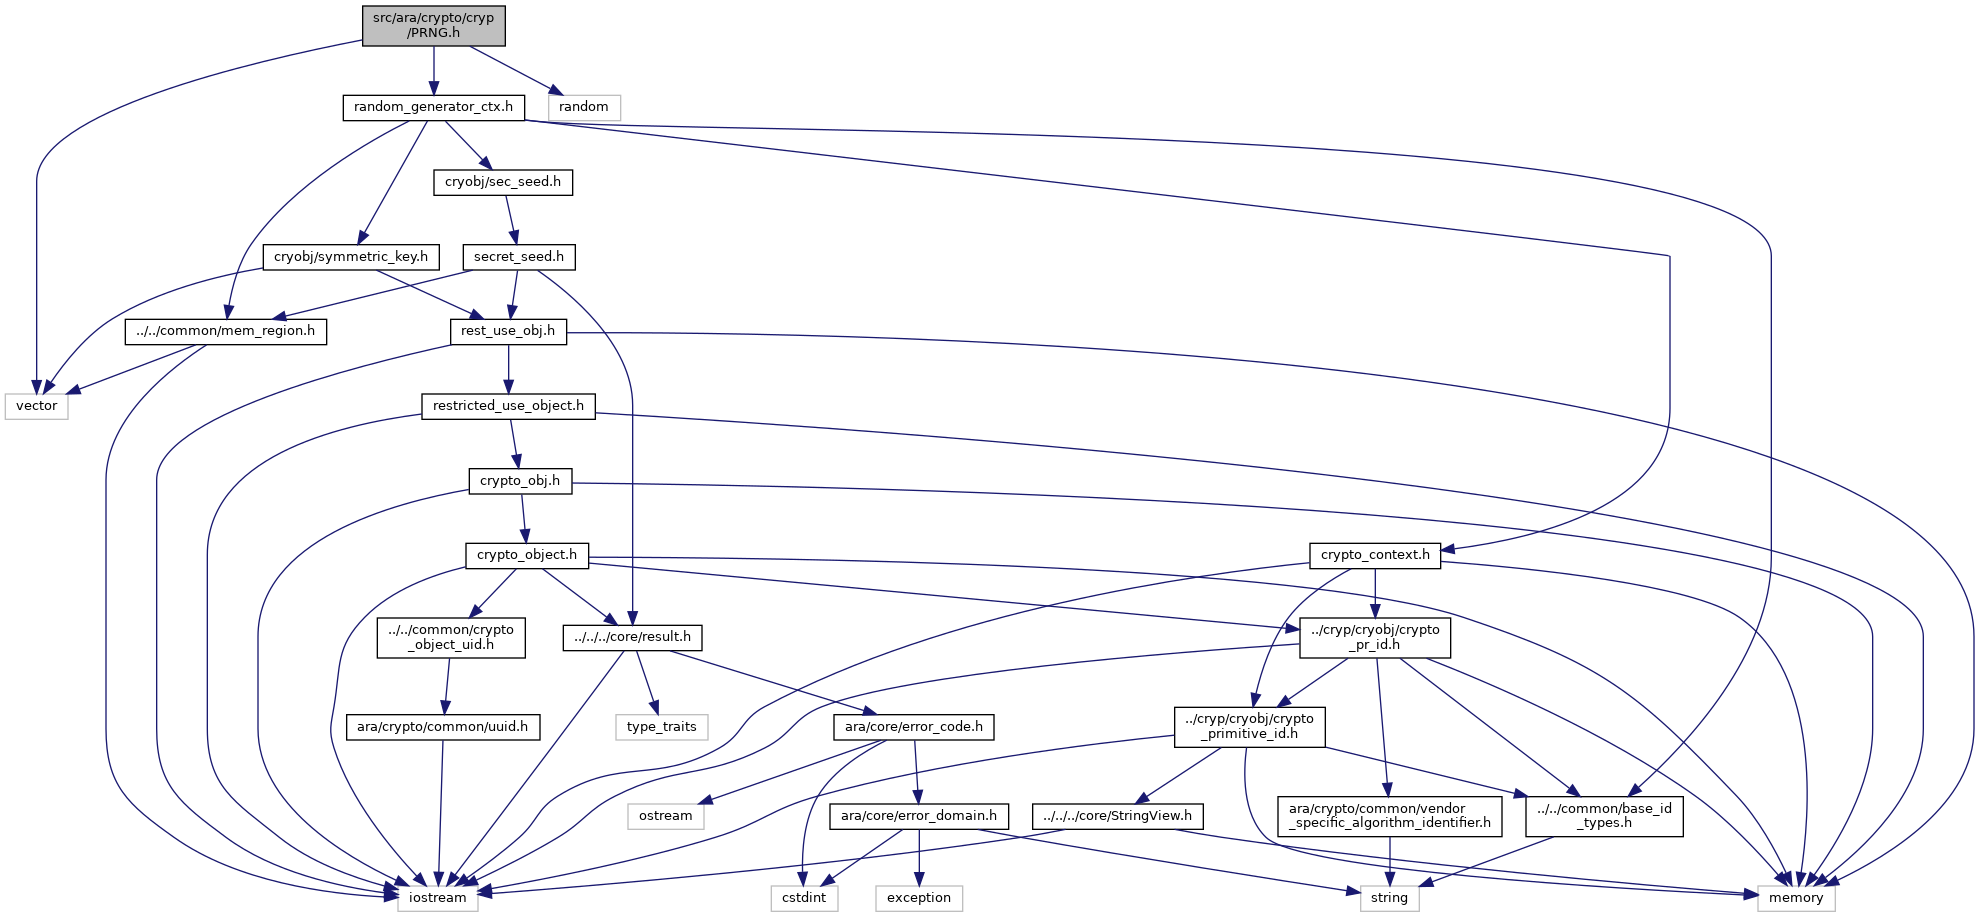 src/ara/crypto/cryp
/PRNG.h
random_generator_ctx.h
random
cryobj/sec_seed.h
cryobj/symmetric_key.h
secret_seed.h
../../common/mem_region.h
rest_use_obj.h
vector
restricted_use_object.h
crypto_obj.h
crypto_object.h
crypto_context.h
../../common/crypto
_object_uid.h
../../../core/result.h
../cryp/cryobj/crypto
_pr_id.h
ara/crypto/common/uuid.h
type_traits
ara/core/error_code.h
../cryp/cryobj/crypto
_primitive_id.h
ostream
ara/core/error_domain.h
../../../core/StringView.h
ara/crypto/common/vendor
_specific_algorithm_identifier.h
../../common/base_id
_types.h
iostream
cstdint
exception
string
memory